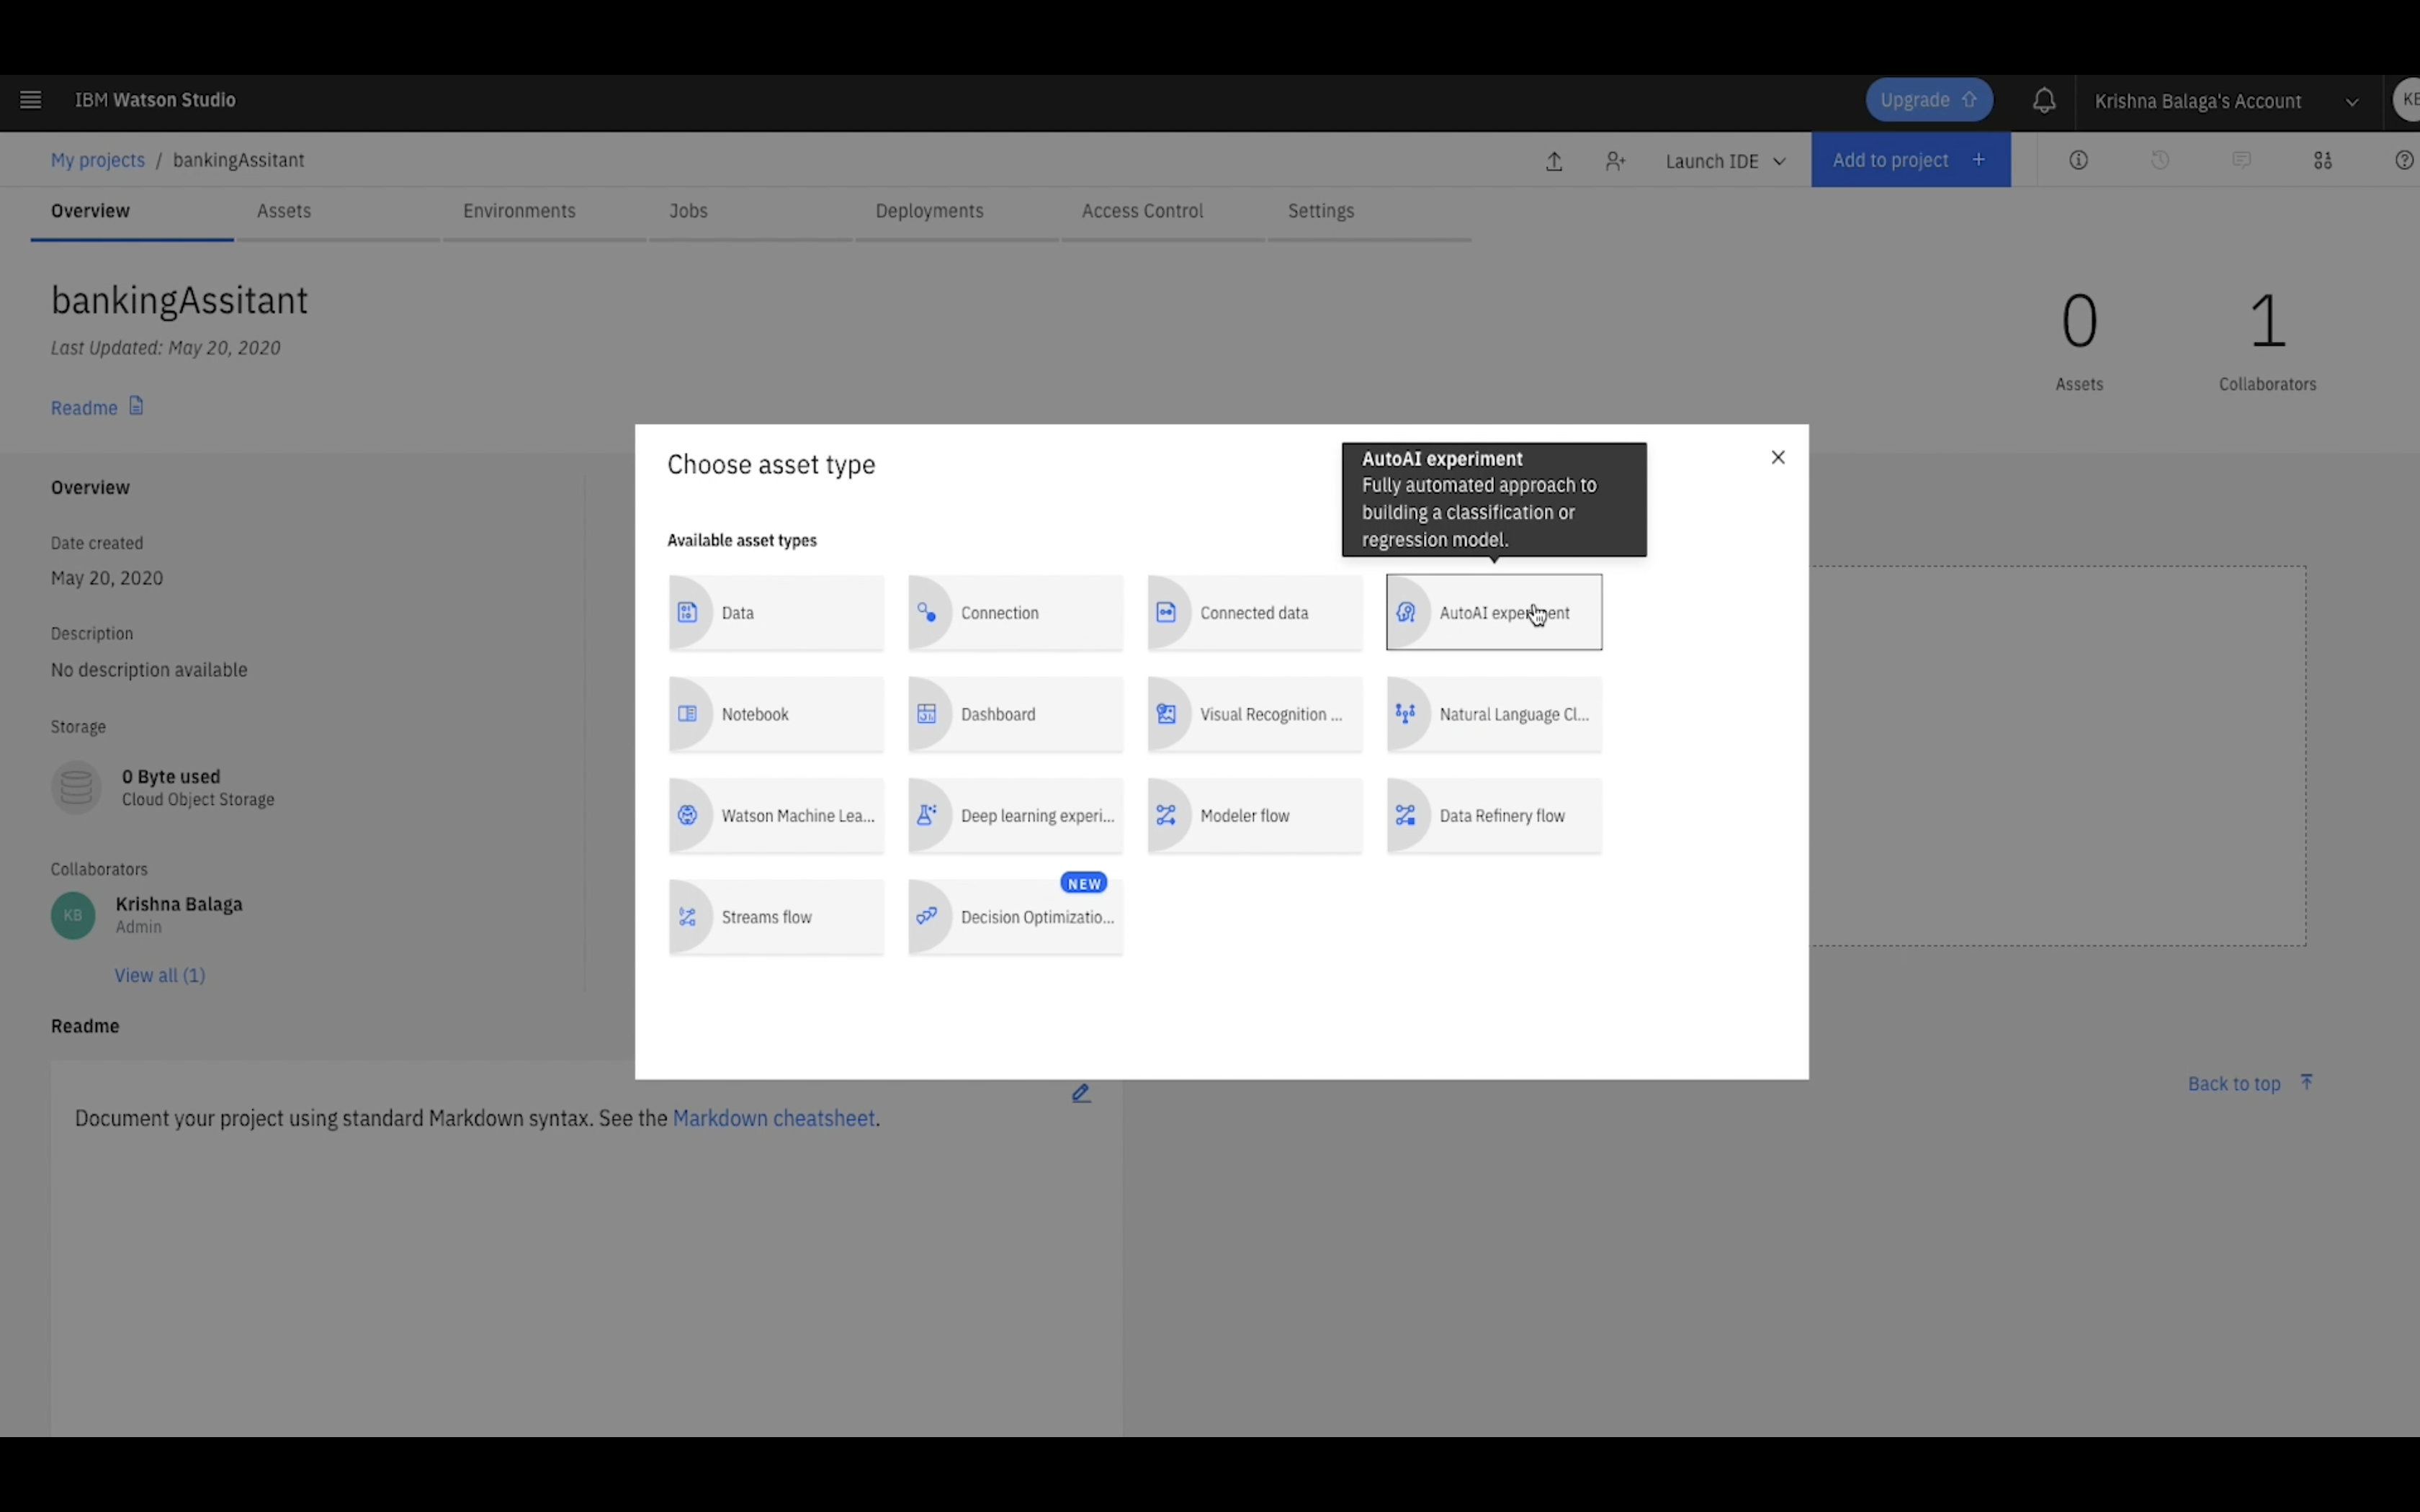 IBM Watson Studio
Upgrade
Krishna Balaga's Account
My projects / bankingAssitant
Launch IDE
Add to project +
Overview
Assets
Environments
Jobs
Deployments
Access Control
Settings
bankingAssitant
Last Updated: May 20, 2020
Readme
0
Assets
1
Collaborators
Overview
Date created
May 20, 2020
Description
No description available
Storage
0 Byte used
Cloud Object Storage
Collaborators
KB
Krishna Balaga
Admin
View all (1)
Readme
Document your project using standard Markdown syntax. See the Markdown cheatsheet.
Choose asset type
AutoAI experiment
Fully automated approach to
building a classification or
regression model.
Available asset types
Data
Connection
Connected data
AutoAI experiment
Notebook
Dashboard
Visual Recognition ...
Natural Language Cl...
Watson Machine Lea...
Deep learning experi...
Modeler flow
Data Refinery flow
Streams flow
NEW
Decision Optimizatio...
Back to top